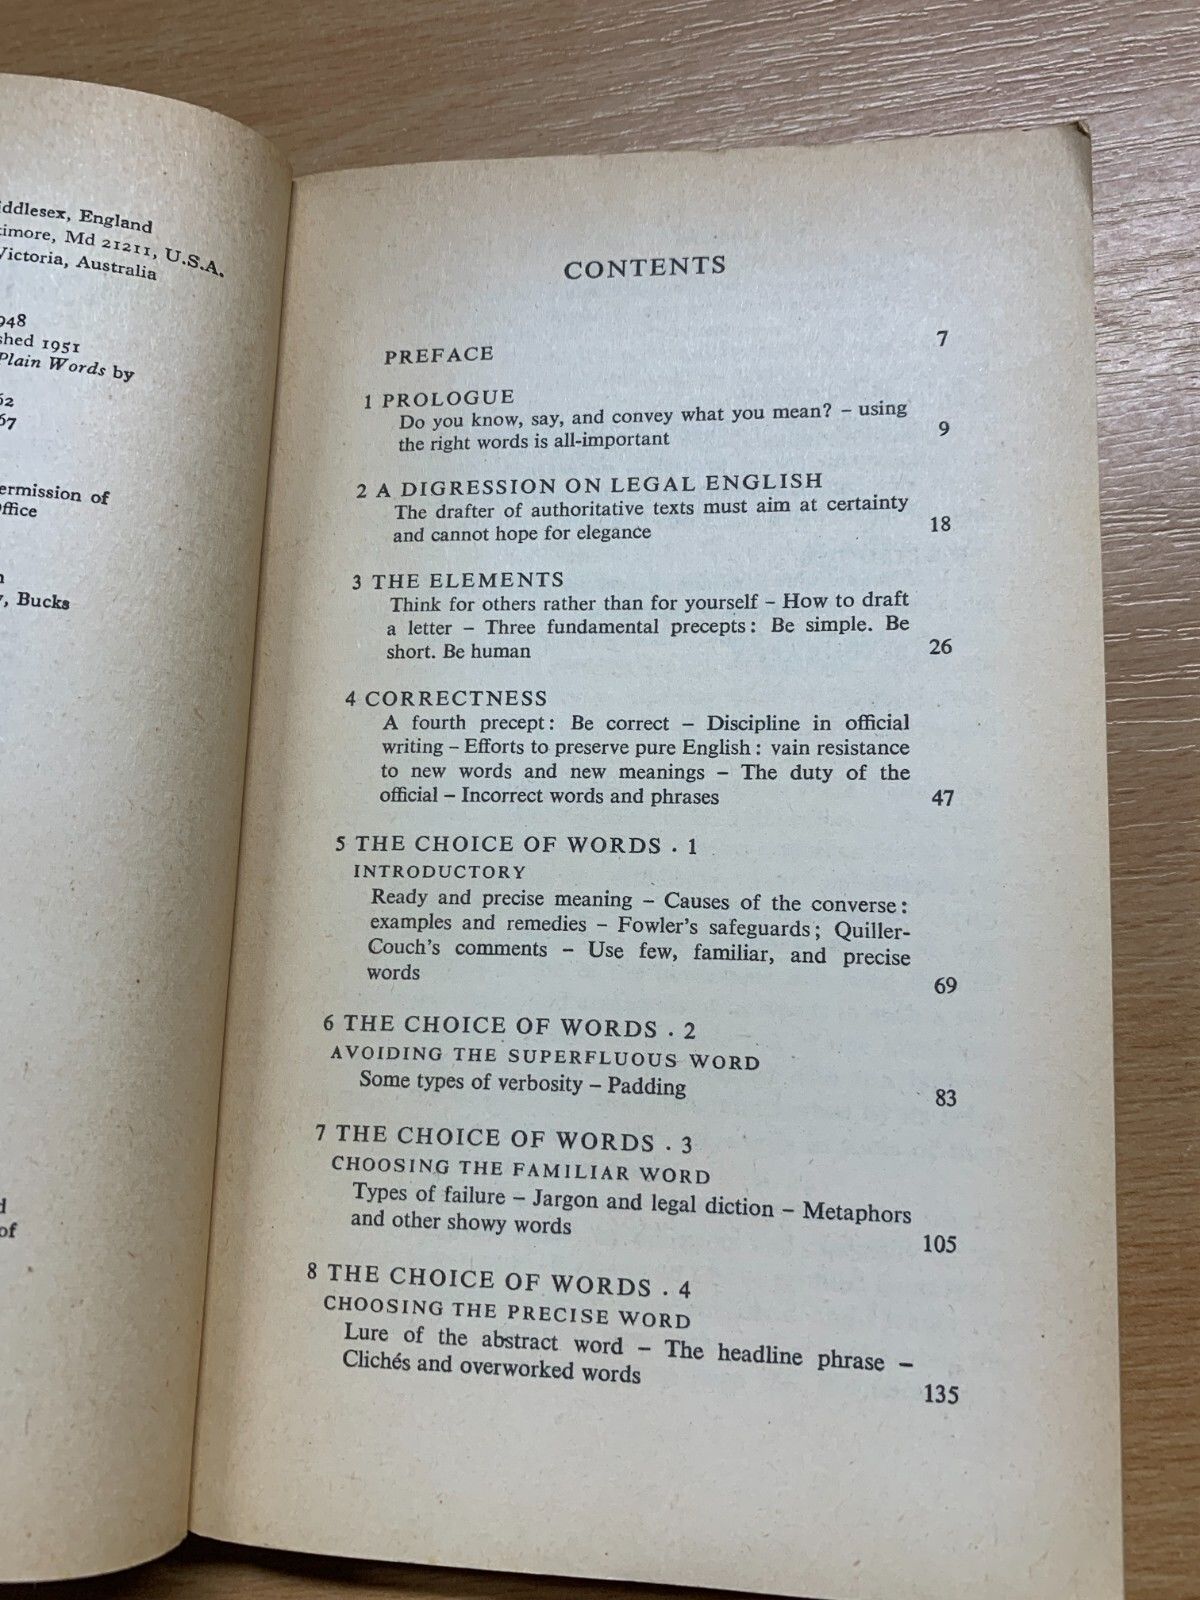 iddlesex, England
imore, Md 21211, U.S.A.
Victoria, Australia
948
shed 1951
Plain Words by
62
67
ermission of
ffice
n
, Bucks
d
of
CONTENTS
PREFACE 7
1 PROLOGUE
Do you know, say, and convey what you mean? – using
the right words is all-important 9
2 A DIGRESSION ON LEGAL ENGLISH
The drafter of authoritative texts must aim at certainty
and cannot hope for elegance 18
3 THE ELEMENTS
Think for others rather than for yourself – How to draft
a letter – Three fundamental precepts: Be simple. Be
short. Be human 26
4 CORRECTNESS
A fourth precept: Be correct – Discipline in official
writing – Efforts to preserve pure English: vain resistance
to new words and new meanings – The duty of the
official – Incorrect words and phrases 47
5 THE CHOICE OF WORDS . 1
INTRODUCTORY
Ready and precise meaning – Causes of the converse:
examples and remedies – Fowler's safeguards; Quiller-
Couch's comments – Use few, familiar, and precise
words 69
6 THE CHOICE OF WORDS . 2
AVOIDING THE SUPERFLUOUS WORD
Some types of verbosity – Padding 83
7 THE CHOICE OF WORDS . 3
CHOOSING THE FAMILIAR WORD
Types of failure – Jargon and legal diction – Metaphors
and other showy words 105
8 THE CHOICE OF WORDS . 4
CHOOSING THE PRECISE WORD
Lure of the abstract word – The headline phrase –
Clichés and overworked words 135